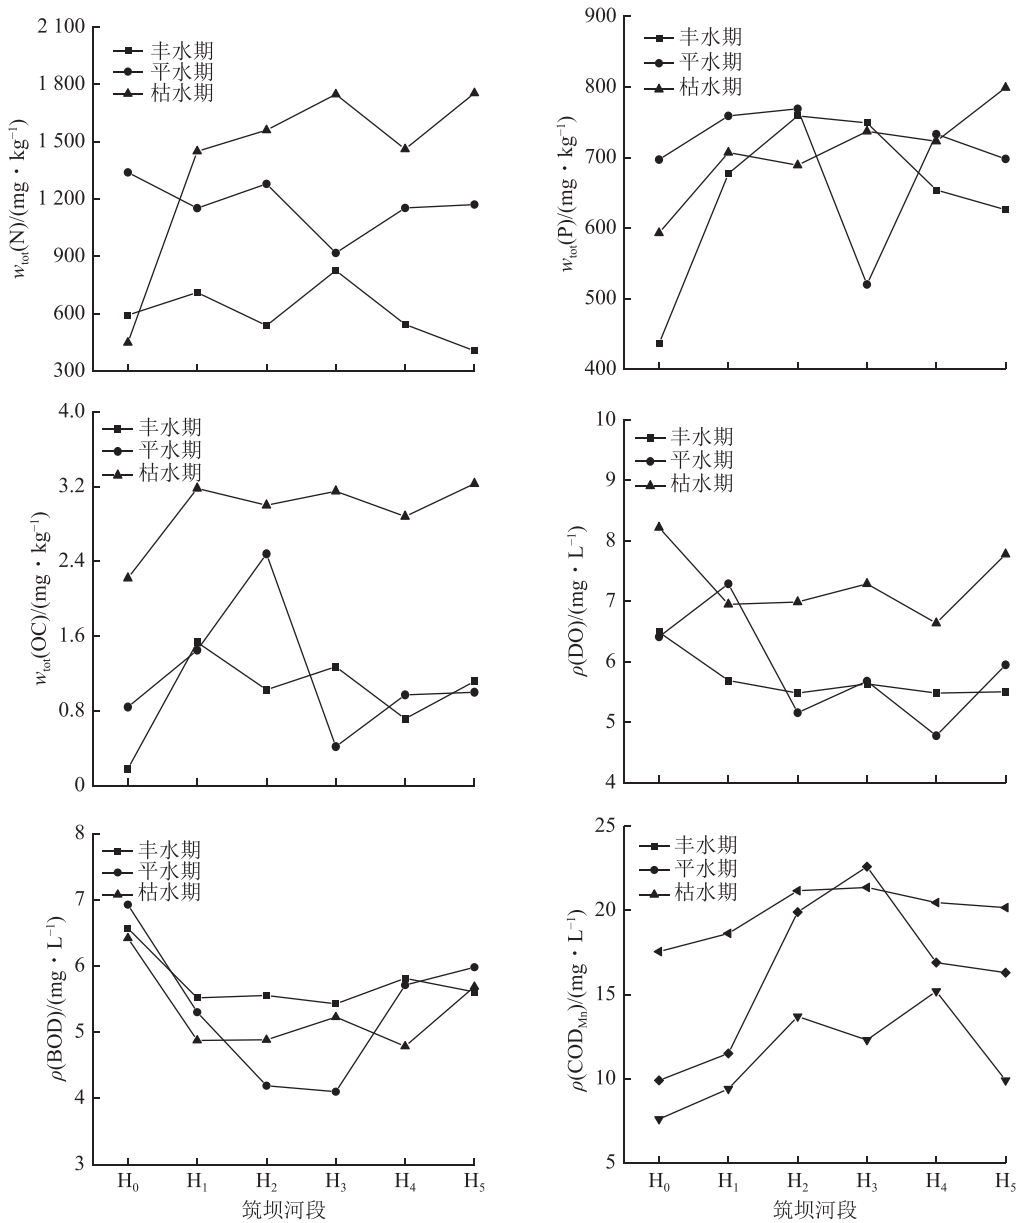 2 100
1 800
1 500
1 200
900
600
300
w_tot(N)/(mg·kg⁻¹)
丰水期
平水期
枯水期
900
800
700
600
500
400
w_tot(P)/(mg·kg⁻¹)
丰水期
平水期
枯水期
4.0
3.2
2.4
1.6
0.8
0
w_tot(OC)/(mg·kg⁻¹)
丰水期
平水期
枯水期
10
9
8
7
6
5
4
ρ(DO)/(mg·L⁻¹)
丰水期
平水期
枯水期
8
7
6
5
4
3
ρ(BOD)/(mg·L⁻¹)
丰水期
平水期
枯水期
H₀ H₁ H₂ H₃ H₄ H₅
筑坝河段
25
20
15
10
5
ρ(COD_Mn)/(mg·L⁻¹)
丰水期
平水期
枯水期
H₀ H₁ H₂ H₃ H₄ H₅
筑坝河段